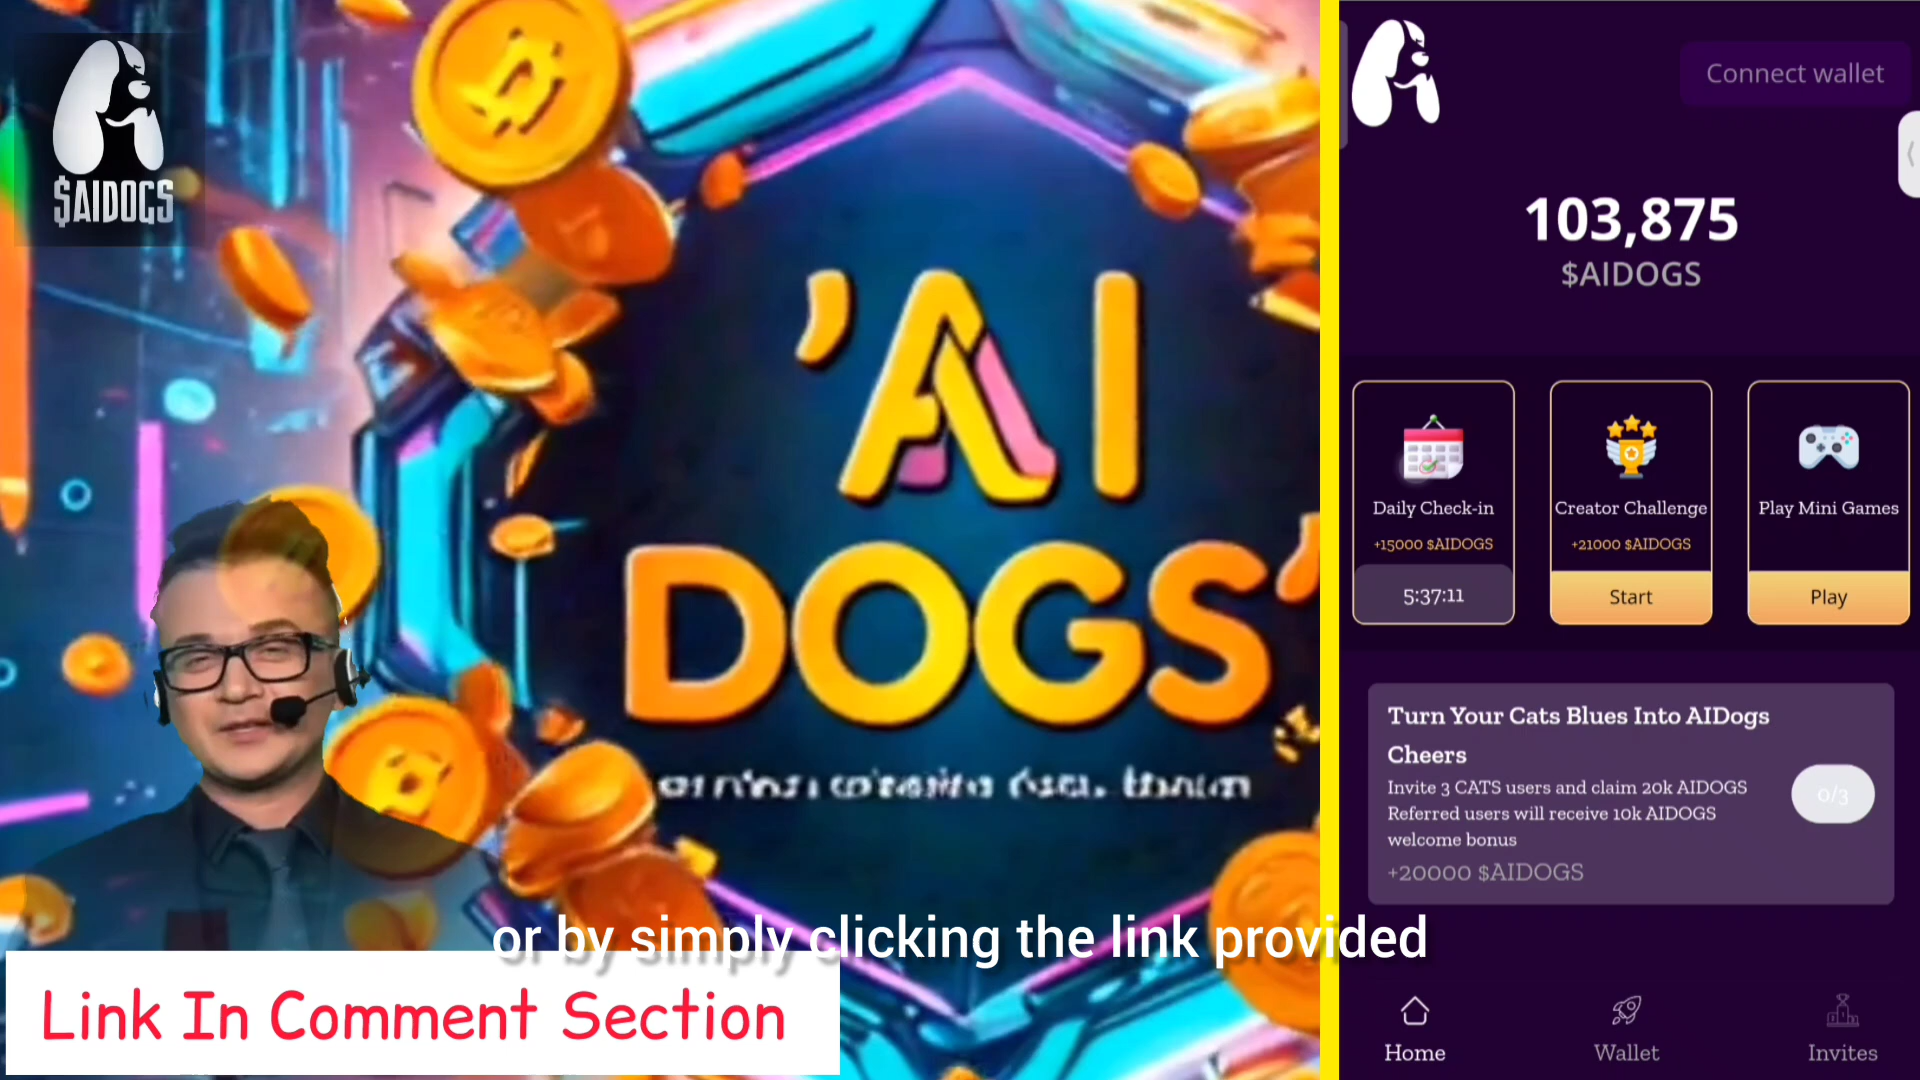 $AIDOGS
'AI
DOGS'
or by simply clicking the link provided
Link In Comment Section
Connect wallet
103,875
$AIDOGS
Daily Check-in
+15000 $AIDOGS
5:37:11
Creator Challenge
+21000 $AIDOGS
Start
Play Mini Games
Play
Turn Your Cats Blues Into AIDogs
Cheers
Invite 3 CATS users and claim 20k AIDOGS
Referred users will receive 10k AIDOGS
welcome bonus
+20000 $AIDOGS
0/3
Home
Wallet
Invites